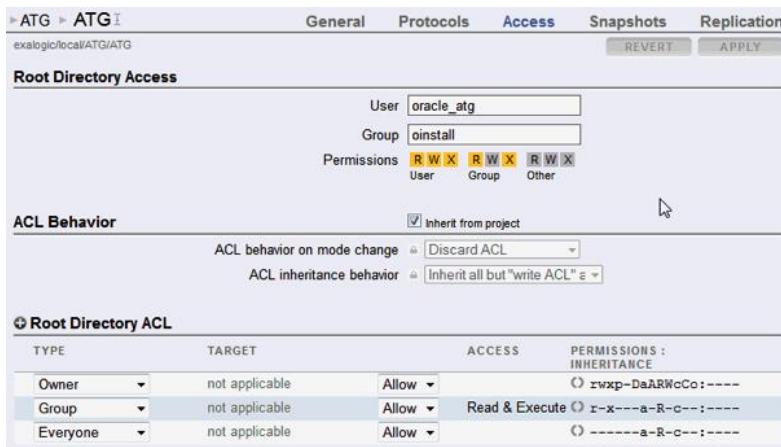 ATG ATG
General Protocols Access Snapshots Replication
exalogic/local/ATG/ATG
REVERT APPLY
Root Directory Access
User oracle_atg
Group oinstall
Permissions R W X R W X R W X
User Group Other
ACL Behavior Inherit from project
ACL behavior on mode change Discard ACL
ACL inheritance behavior Inherit all but "write ACL" a
Root Directory ACL
TYPE TARGET ACCESS PERMISSIONS :
INHERITANCE
Owner not applicable Allow rwxp-DaARWcCo:----
Group not applicable Allow Read & Execute r-x---a-R-c--:----
Everyone not applicable Allow ------a-R-c--:----